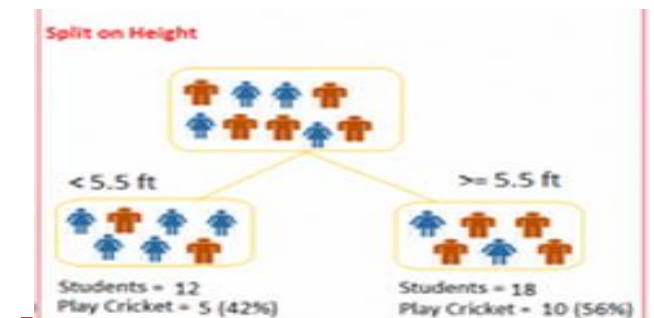 Split on Height
< 5.5 ft
>= 5.5 ft
Students = 12
Play Cricket = 5 (42%)
Students = 18
Play Cricket = 10 (56%)